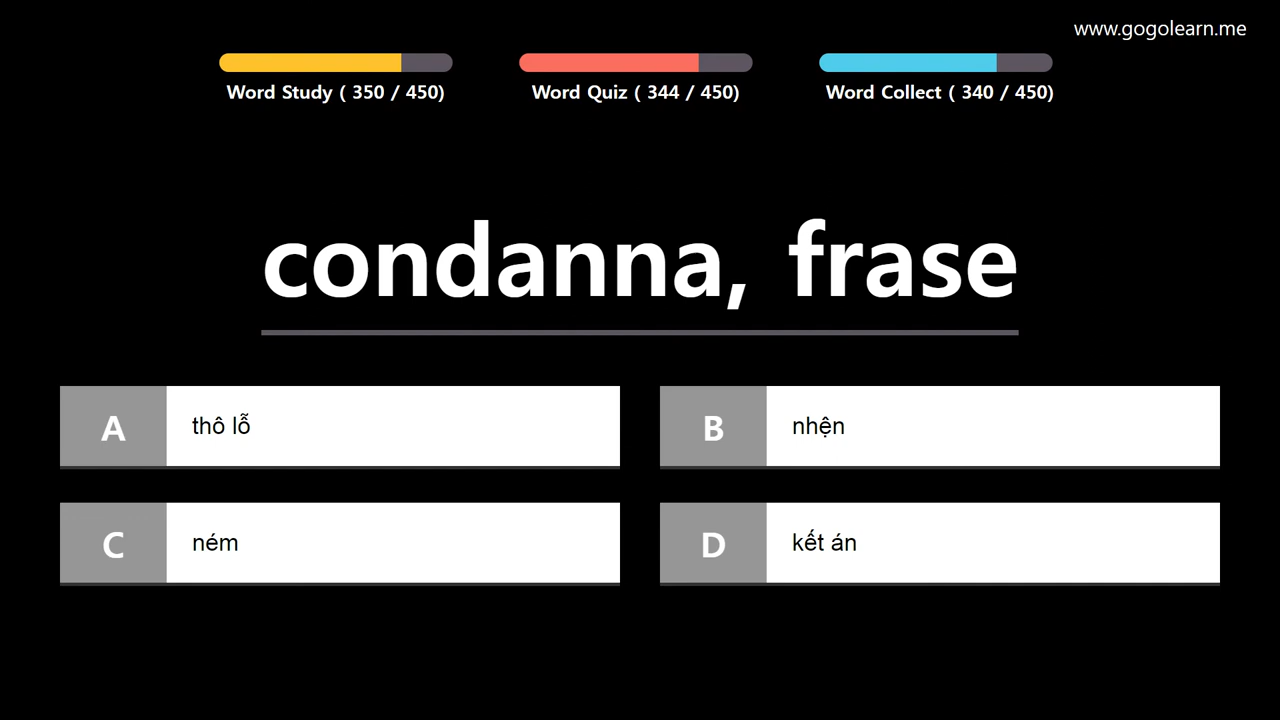 www.gogolearn.me
Word Study ( 350 / 450)
Word Quiz ( 344 / 450)
Word Collect ( 340 / 450)
condanna, frase
A thô lỗ
B nhện
C ném
D kết án